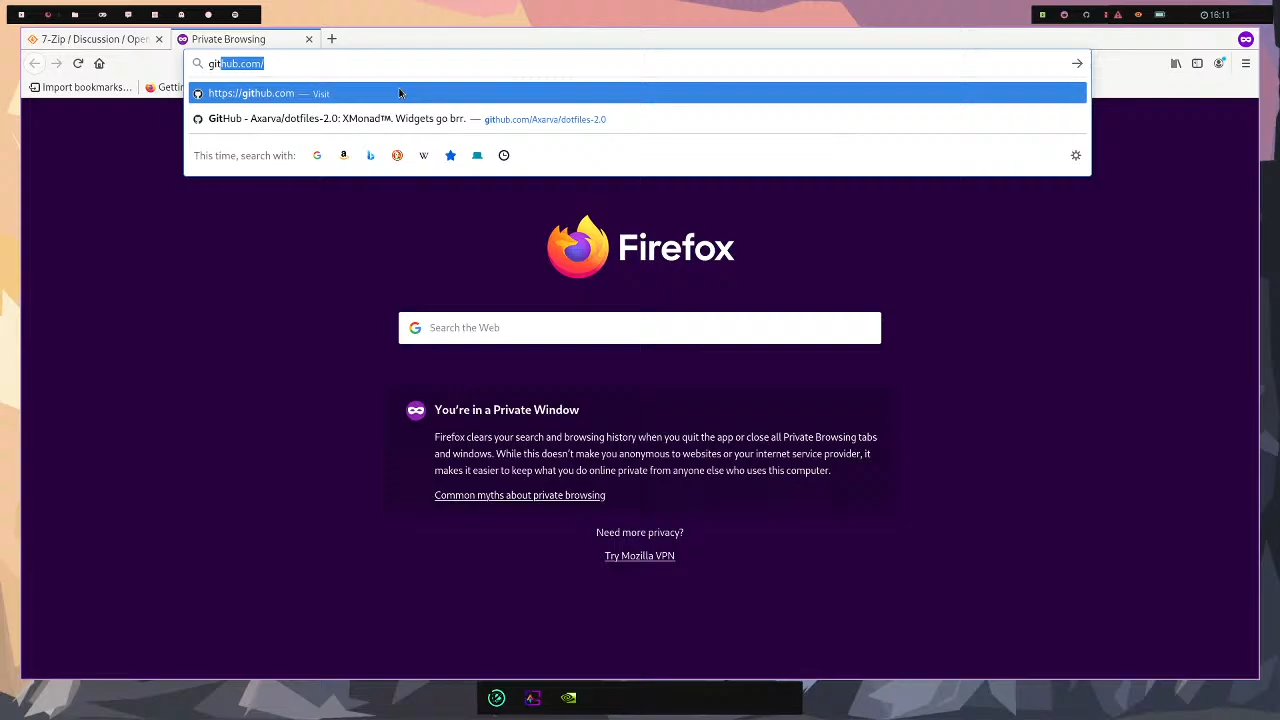 16:11
7-Zip / Discussion / Oper
Private Browsing
github.com/
Import bookmarks...
Gettin
https://github.com — Visit
GitHub - Axarva/dotfiles-2.0: XMonad™. Widgets go brr. — github.com/Axarva/dotfiles-2.0
This time, search with:
Firefox
Search the Web
You're in a Private Window
Firefox clears your search and browsing history when you quit the app or close all Private Browsing tabs
and windows. While this doesn't make you anonymous to websites or your internet service provider, it
makes it easier to keep what you do online private from anyone else who uses this computer.
Common myths about private browsing
Need more privacy?
Try Mozilla VPN